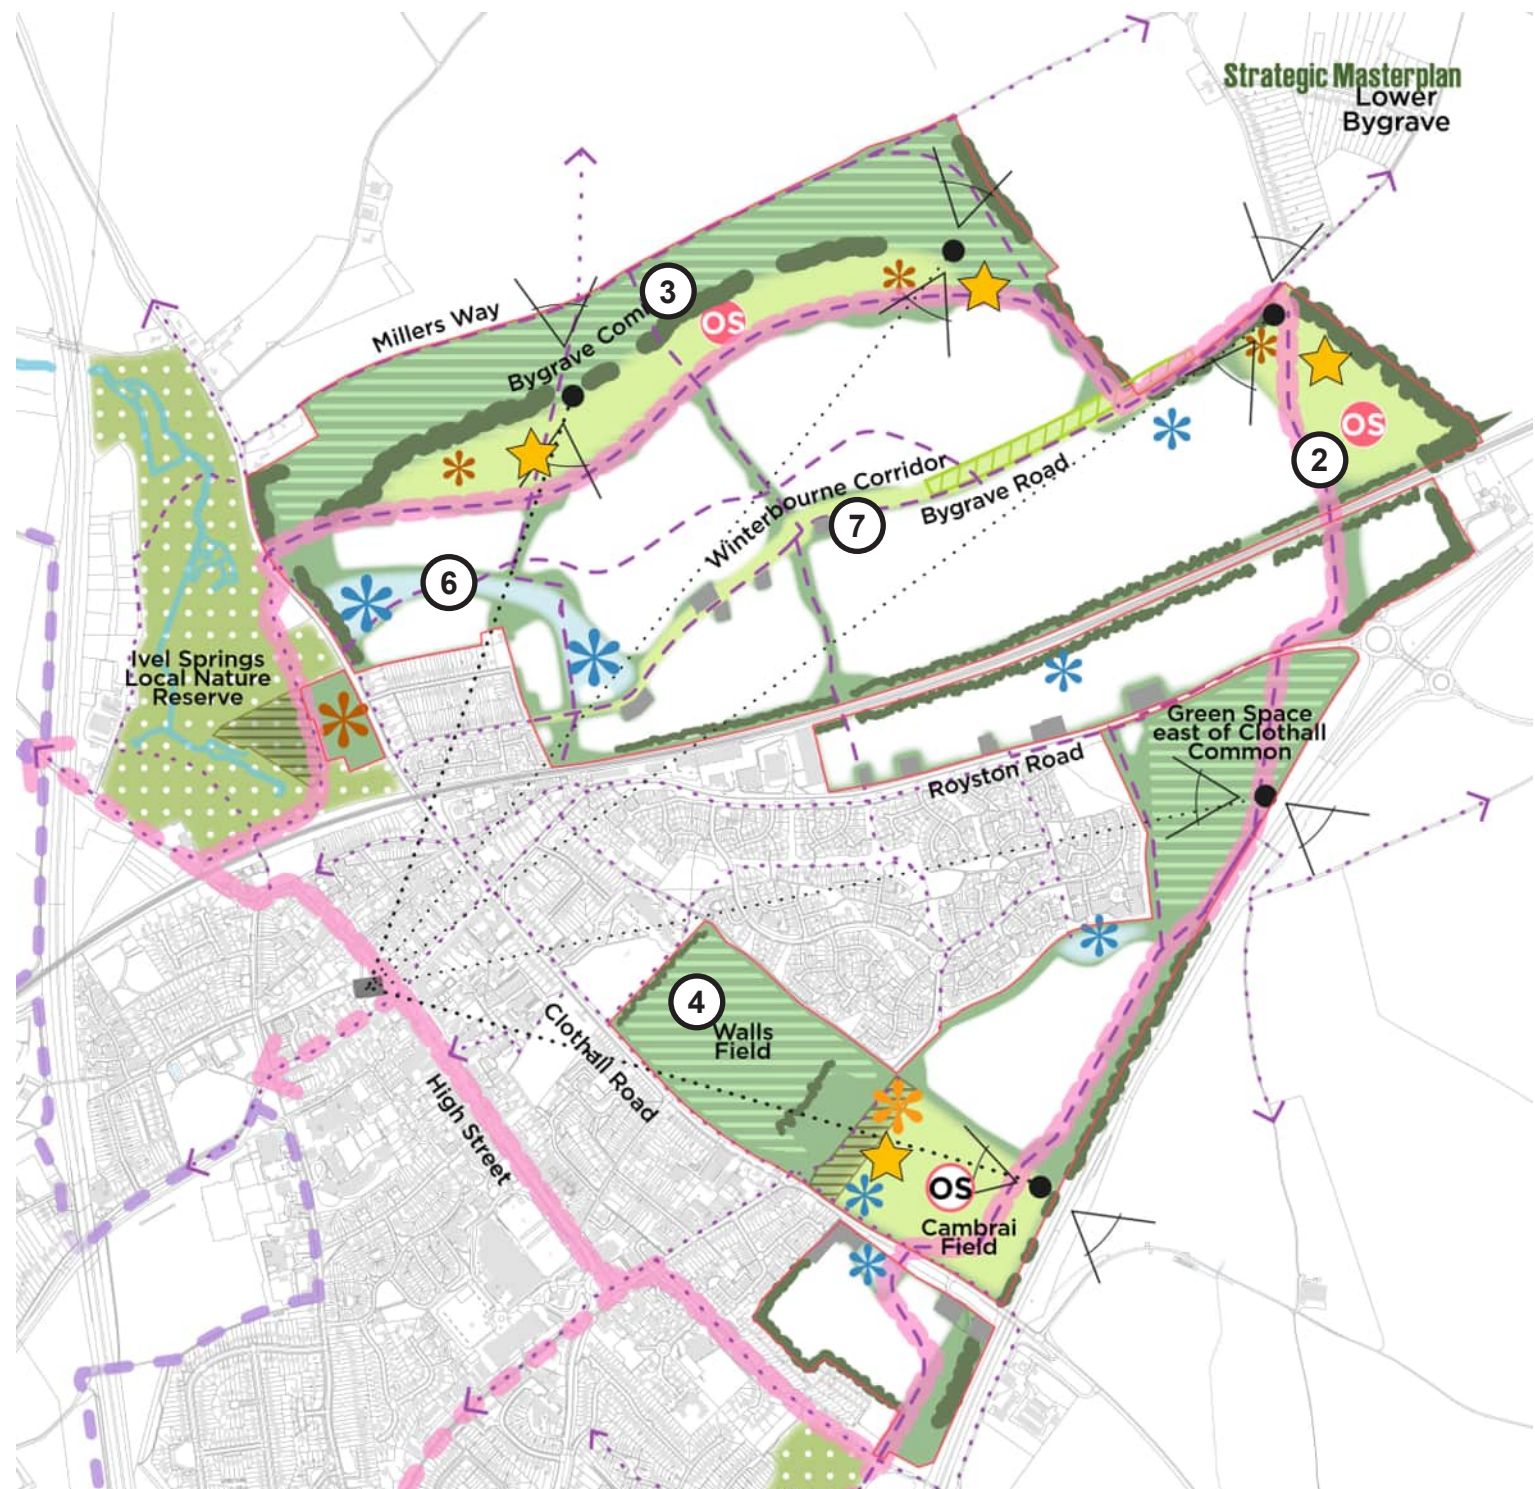 Strategic Masterplan
Lower
Bygrave
3
Millers Way
OS
Bygrave Com
OS
2
Winterbourne Corridor
7
Bygrave Road
6
Ivel Springs
Local Nature
Reserve
Green Space
east of Clothall
Common
Royston Road
4
Walls
Field
Clothall Road
High Street
OS
Cambrai
Field